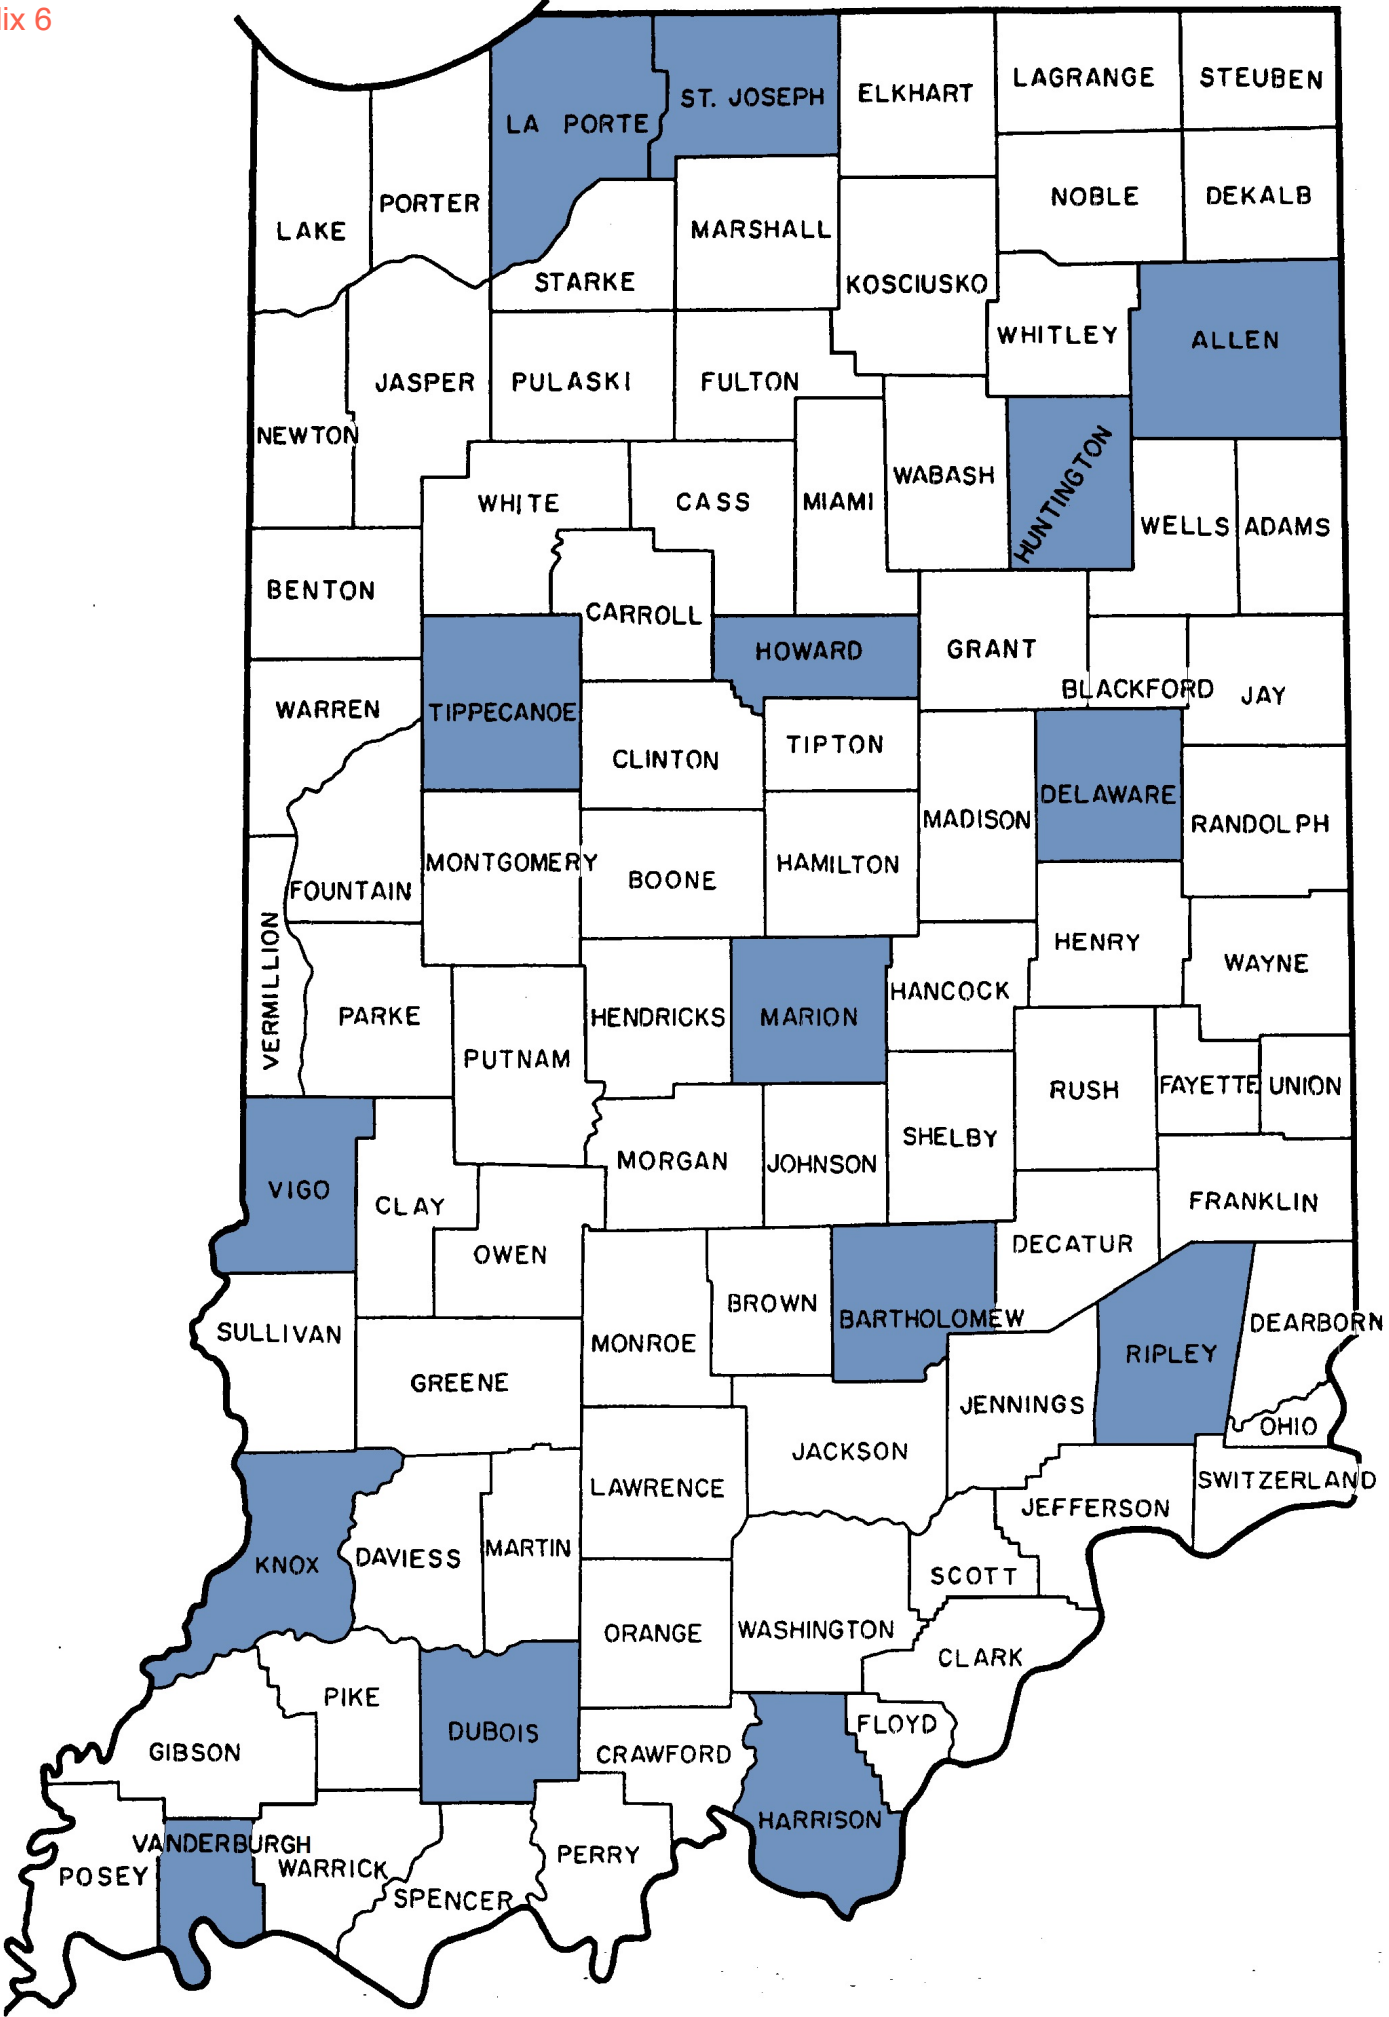 lix 6
LA PORTE
ST. JOSEPH
ELKHART
LAGRANGE
STEUBEN
LAKE
PORTER
STARKE
MARSHALL
KOSCIUSKO
NOBLE
DEKALB
WHITLEY
ALLEN
NEWTON
JASPER
PULASKI
FULTON
WHITE
CASS
MIAMI
WABASH
HUNTINGTON
WELLS
ADAMS
BENTON
CARROLL
HOWARD
GRANT
BLACKFORD
JAY
WARREN
TIPPECANOE
CLINTON
TIPTON
MADISON
DELAWARE
RANDOLPH
FOUNTAIN
MONTGOMERY
BOONE
HAMILTON
HENRY
WAYNE
VERMILLION
PARKE
PUTNAM
HENDRICKS
MARION
HANCOCK
RUSH
FAYETTE
UNION
VIGO
CLAY
OWEN
MORGAN
JOHNSON
SHELBY
DECATUR
FRANKLIN
SULLIVAN
GREENE
MONROE
BROWN
BARTHOLOMEW
JENNINGS
RIPLEY
DEARBORN
OHIO
KNOX
DAVIESS
MARTIN
LAWRENCE
JACKSON
JEFFERSON
SWITZERLAND
ORANGE
WASHINGTON
SCOTT
CLARK
GIBSON
PIKE
DUBOIS
CRAWFORD
HARRISON
FLOYD
POSEY
VANDERBURGH
WARRICK
SPENCER
PERRY